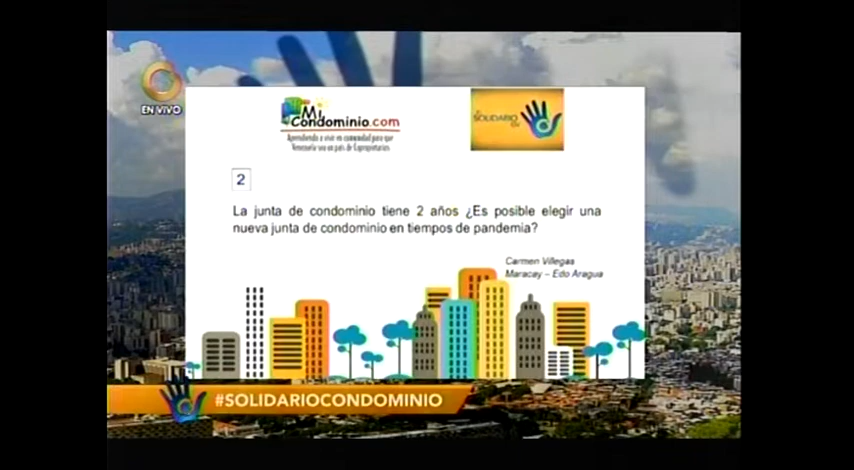 EN VIVO
Mi
Condominio.com
Aprendiendo a vivir en comunidad para que
Venezuela sea un país de Copropietarios
SOLIDARIO
2
La junta de condominio tiene 2 años ¿Es posible elegir una
nueva junta de condominio en tiempos de pandemia?
Carmen Villegas
Maracay – Edo Aragua
#SOLIDARIOCONDOMINIO